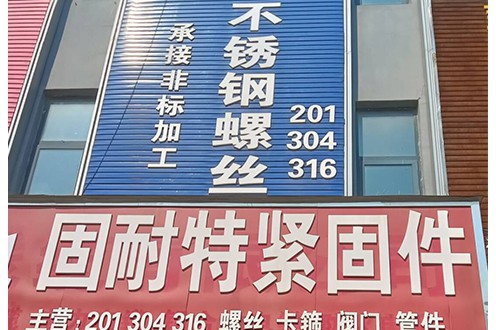 不锈钢螺丝
承接非标加工
201
304
316
固耐特紧固件
主营:201 304 316 螺丝 卡箍 阀门 管件